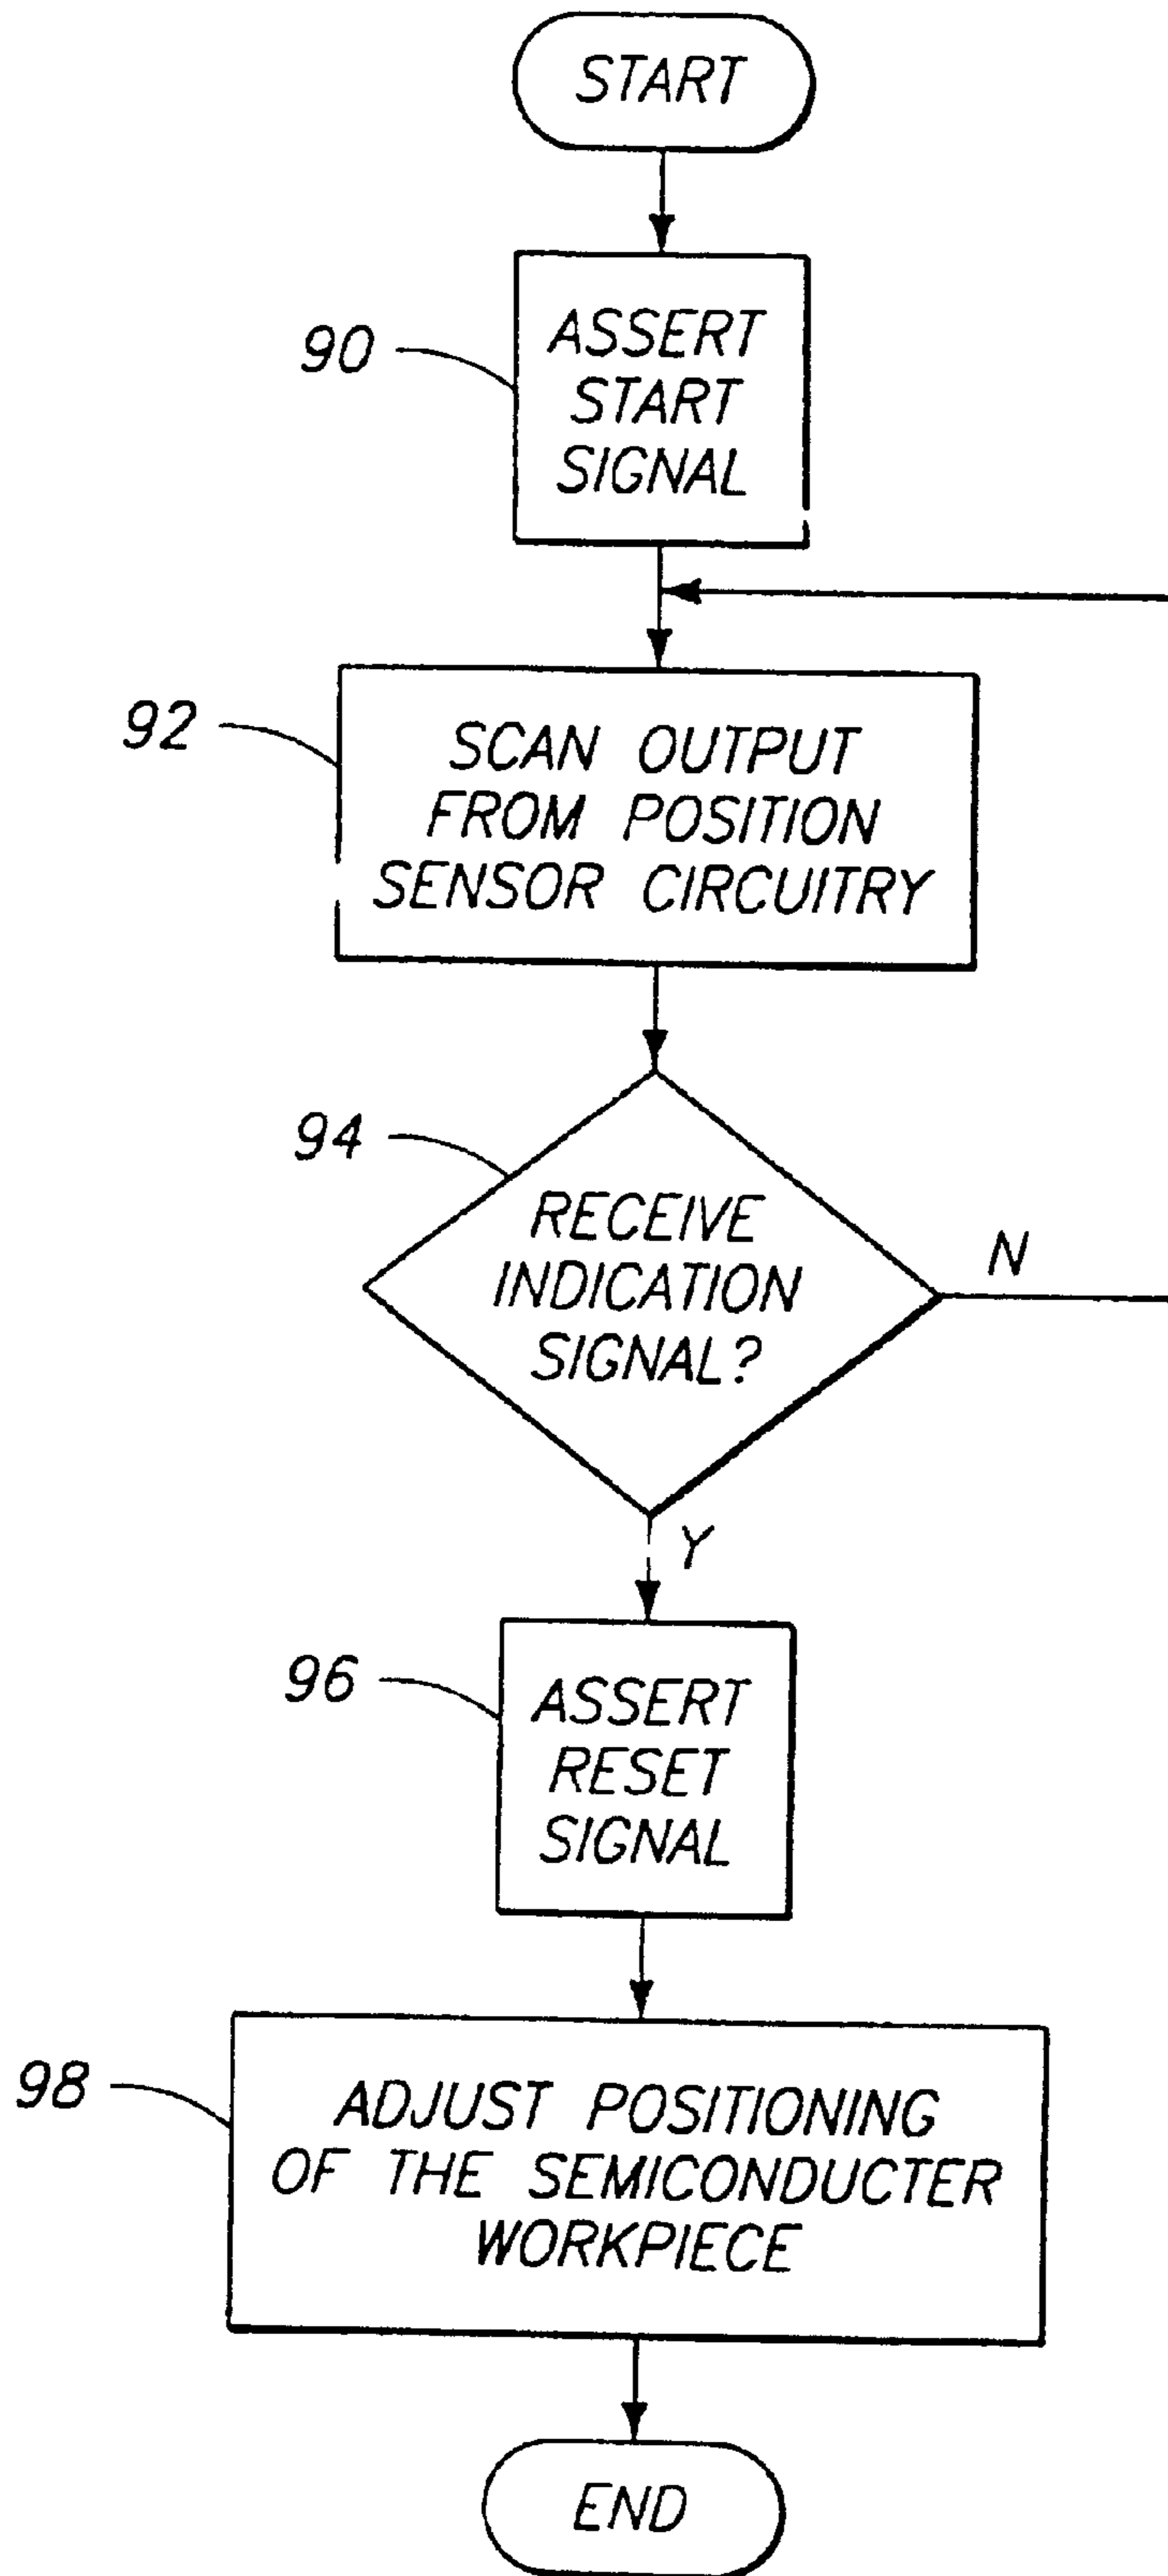 START
90
ASSERT
START
SIGNAL
92
SCAN OUTPUT
FROM POSITION
SENSOR CIRCUITRY
94
RECEIVE
INDICATION
SIGNAL?
N
Y
96
ASSERT
RESET
SIGNAL
98
ADJUST POSITIONING
OF THE SEMICONDUCTER
WORKPIECE
END